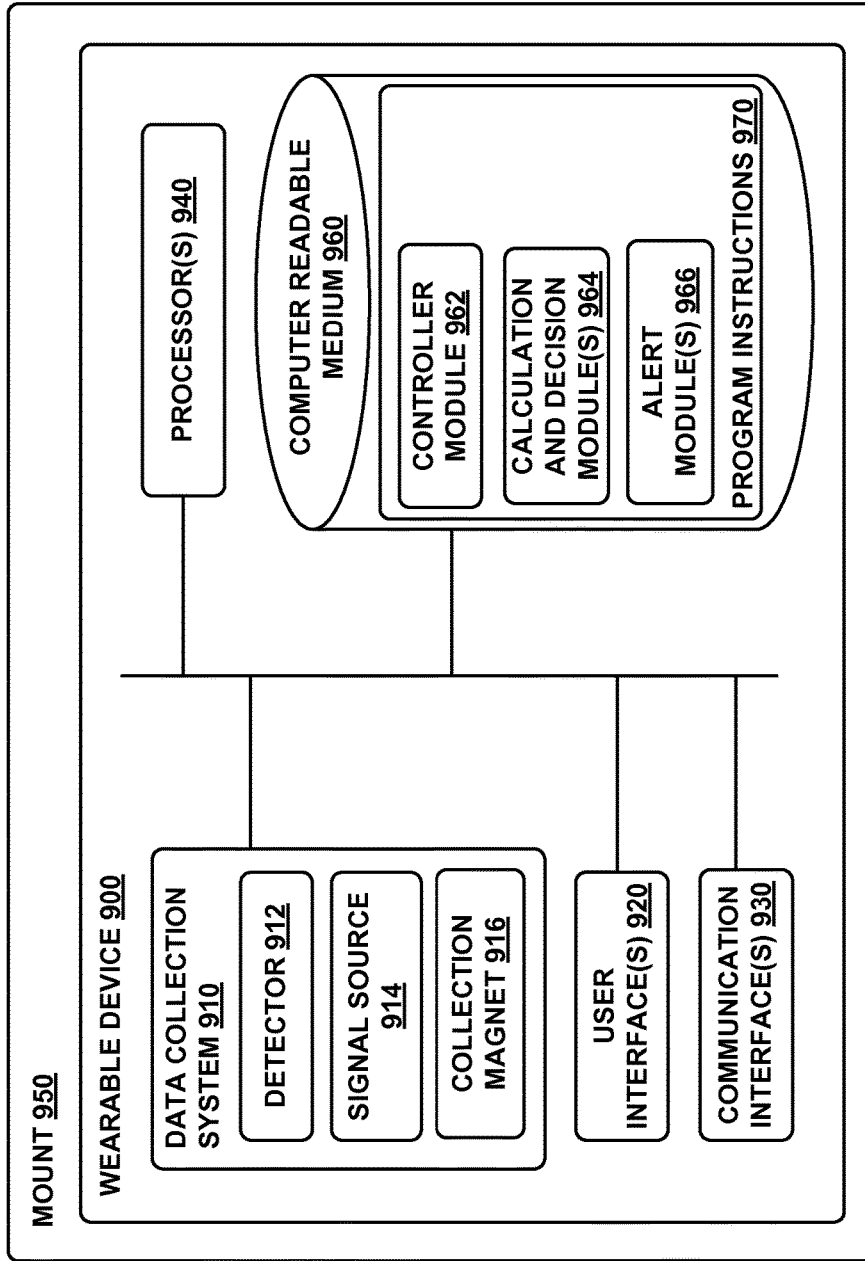 MOUNT 950
WEARABLE DEVICE 900
DATA COLLECTION
SYSTEM 910
DETECTOR 912
SIGNAL SOURCE
914
COLLECTION
MAGNET 916
USER
INTERFACE(S) 920
COMMUNICATION
INTERFACE(S) 930
PROCESSOR(S) 940
COMPUTER READABLE
MEDIUM 960
CONTROLLER
MODULE 962
CALCULATION
AND DECISION
MODULE(S) 964
ALERT
MODULE(S) 966
PROGRAM INSTRUCTIONS 970